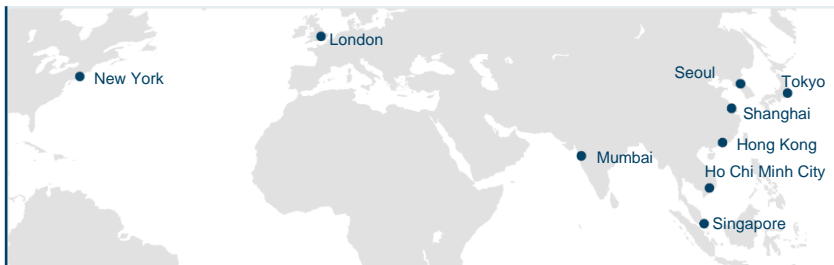 London
New York
Seoul
Tokyo
Shanghai
Hong Kong
Mumbai
Ho Chi Minh City
Singapore